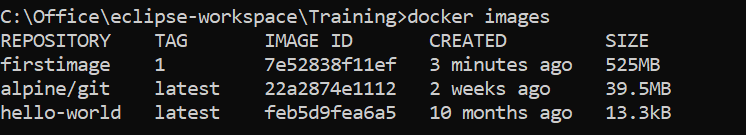 C:\Office\eclipse-workspace\Training>docker images
REPOSITORY TAG IMAGE ID CREATED SIZE
firstimage 1 7e52838f11ef 3 minutes ago 525MB
alpine/git latest 22a2874e1112 2 weeks ago 39.5MB
hello-world latest feb5d9fea6a5 10 months ago 13.3kB